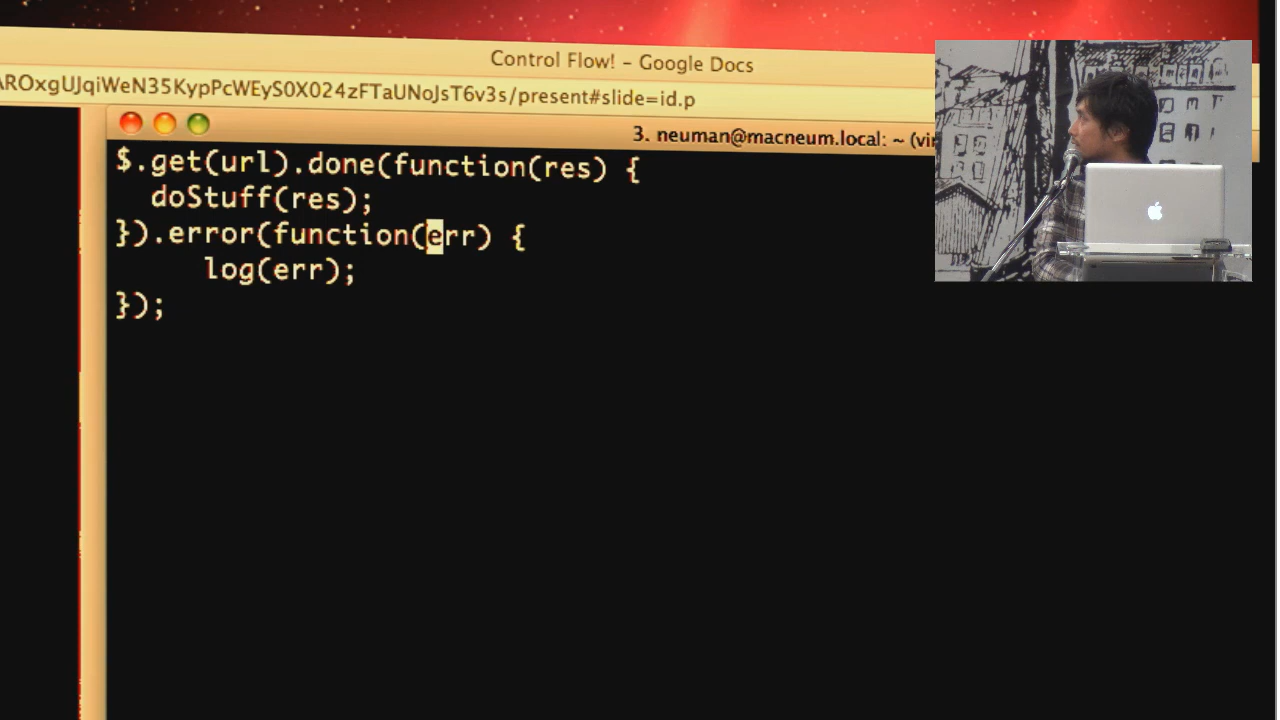 Control Flow! – Google Docs
AROxgUJqiWeN35KypPcWEyS0X024zFTaUNoJsT6v3s/present#slide=id.p
3. neuman@macneum.local: ~ (vir
$.get(url).done(function(res) {
  doStuff(res);
}).error(function(err) {
     log(err);
});